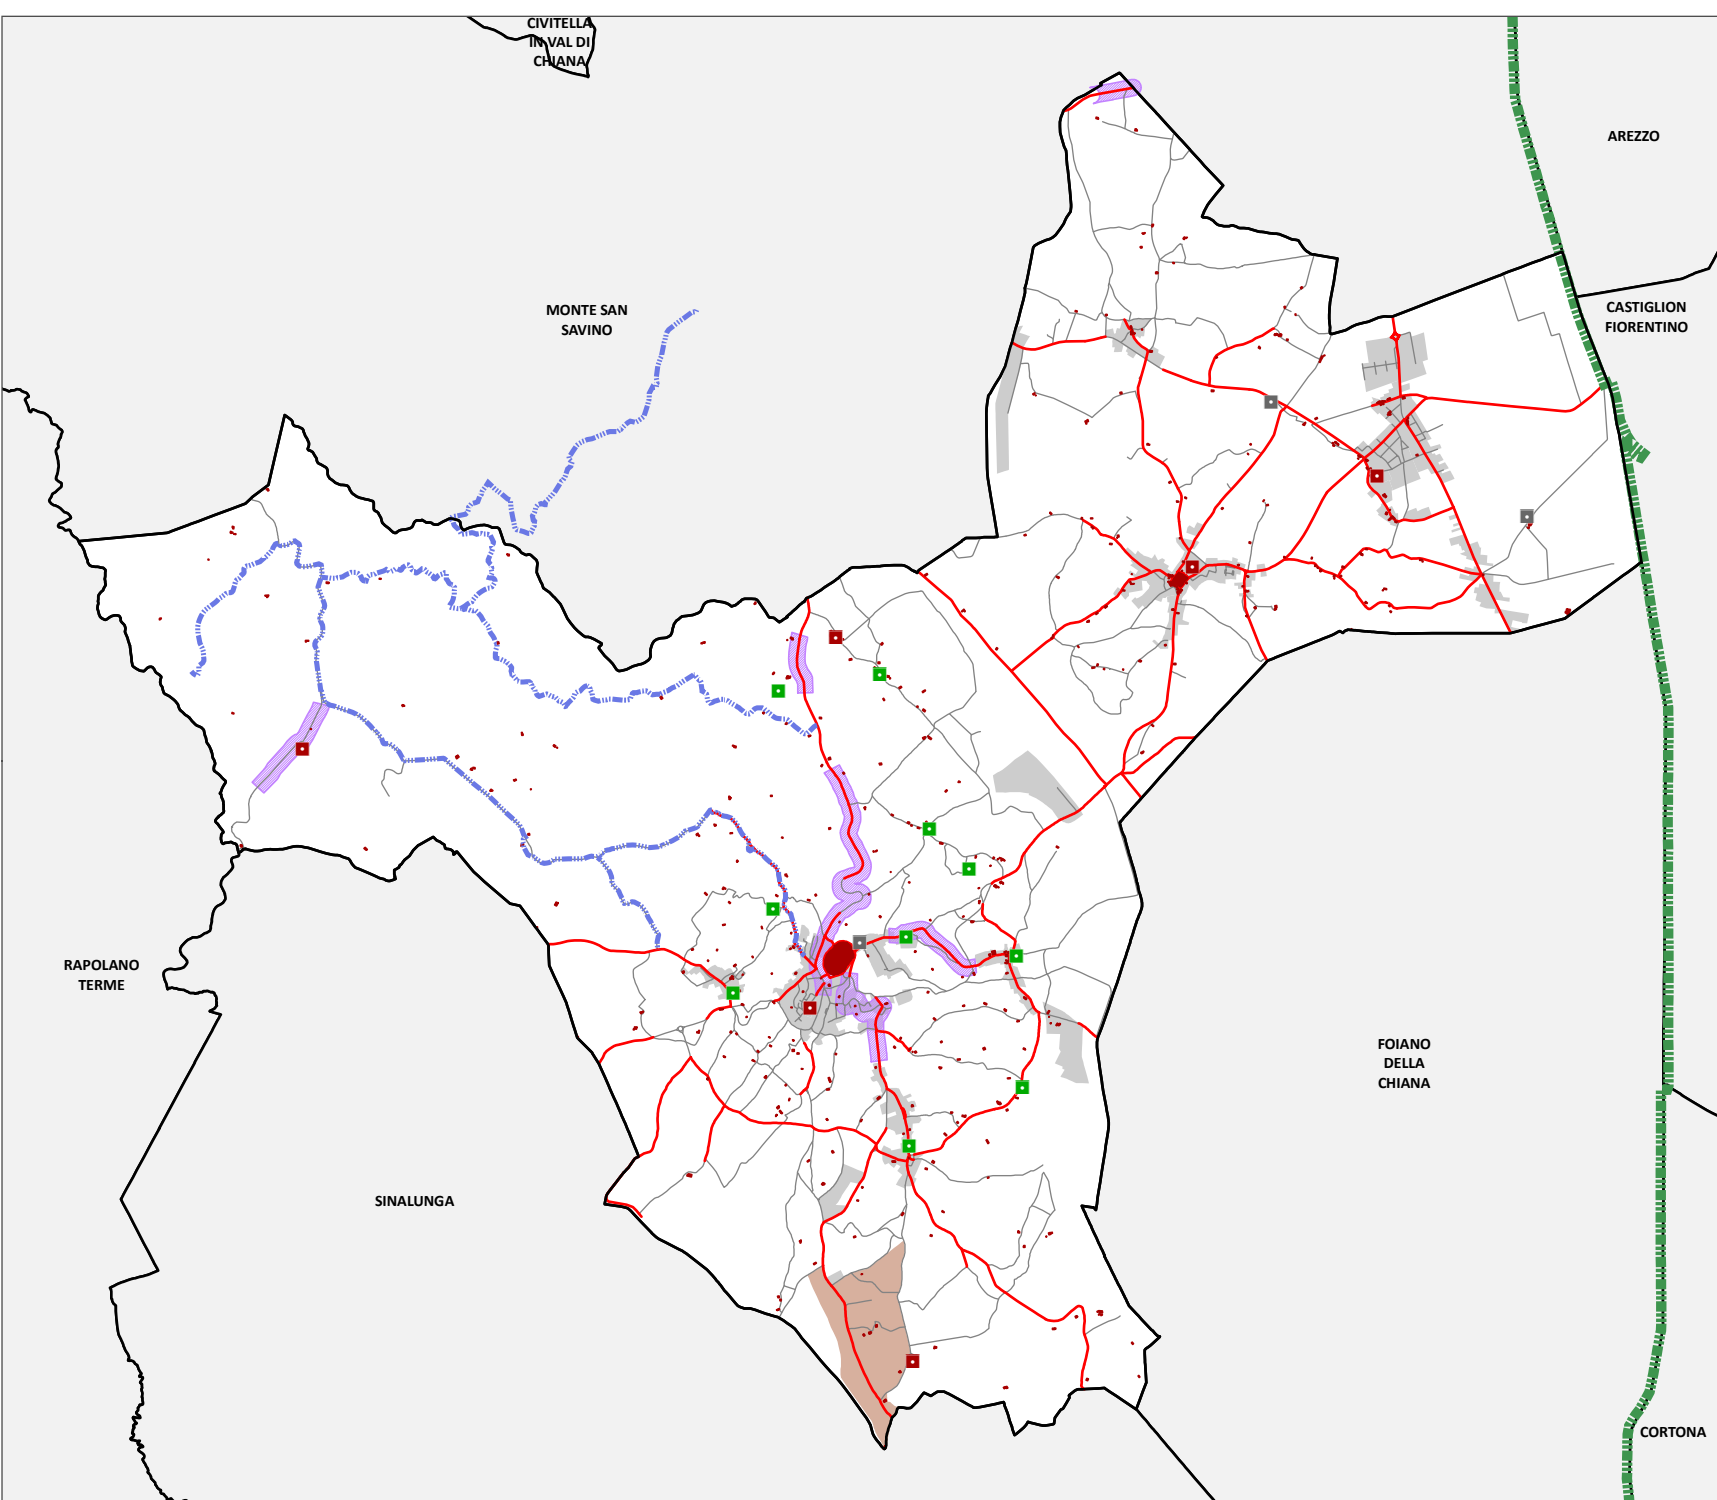 CIVITELLA
IN VAL DI
CHIANA
AREZZO
MONTE SAN
SAVINO
CASTIGLION
FIORENTINO
RAPOLANO
TERME
FOIANO
DELLA
CHIANA
SINALUNGA
CORTONA